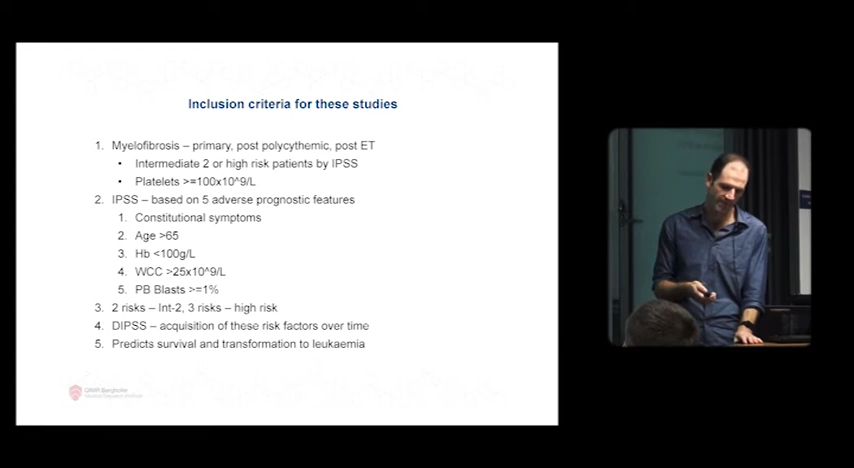 Inclusion criteria for these studies
1. Myelofibrosis – primary, post polycythemic, post ET
• Intermediate 2 or high risk patients by IPSS
• Platelets >=100x10^9/L
2. IPSS – based on 5 adverse prognostic features
1. Constitutional symptoms
2. Age >65
3. Hb <100g/L
4. WCC >25x10^9/L
5. PB Blasts >=1%
3. 2 risks – Int-2, 3 risks – high risk
4. DIPSS – acquisition of these risk factors over time
5. Predicts survival and transformation to leukaemia
QIMR Berghofer